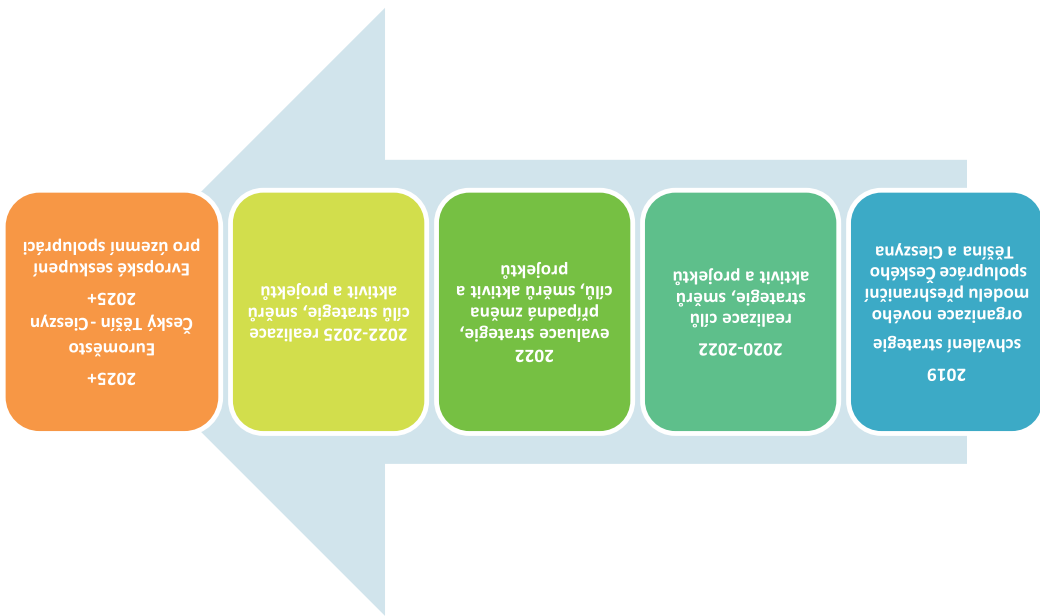 2019
schválení strategie
organizace nového
modelu přeshraniční
spolupráce Českého
Těšína a Cieszyna
2020-2022
realizace cílů
strategie, směrů
aktivit a projektů
2022
evaluace strategie,
případná změna
cílů, směrů aktivit a
projektů
2022-2025 realizace
cílů strategie, směrů
aktivit a projektů
2025+
Euroměsto
Český Těšín - Cieszyn
2025+
Evropské seskupení
pro územní spolupráci